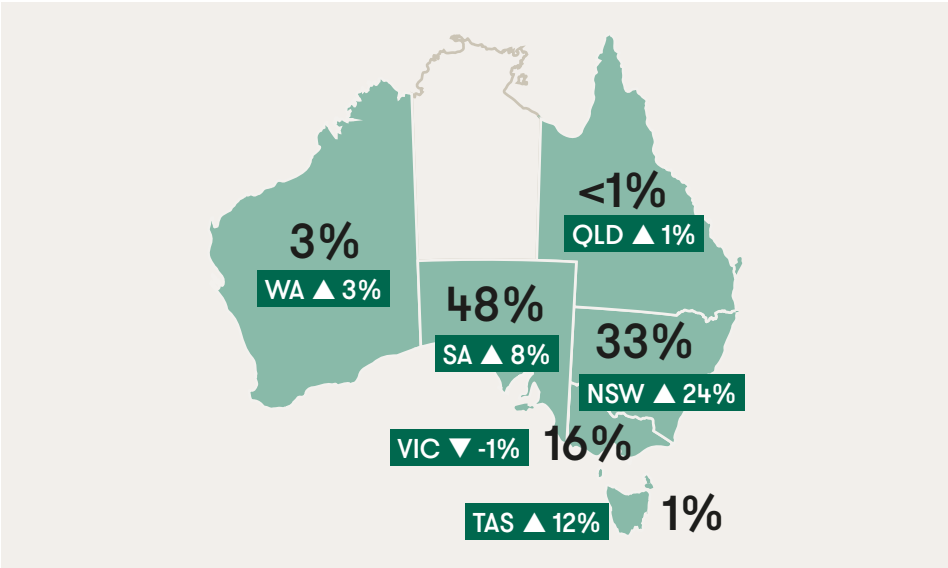 <1%
QLD ▲ 1%
3%
WA ▲ 3%
48%
SA ▲ 8%
33%
NSW ▲ 24%
VIC ▼ -1% 16%
TAS ▲ 12% 1%